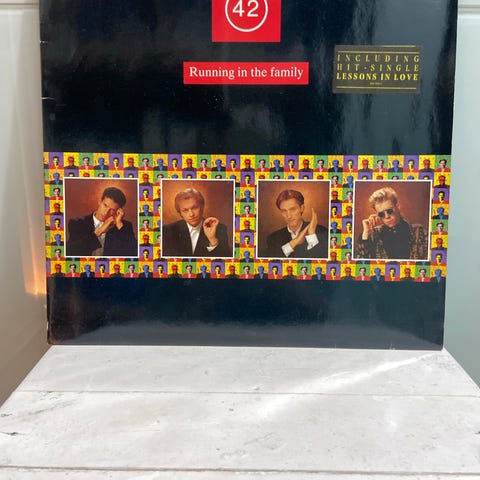 42
Running in the family
INCLUDING
HIT-SINGLE
LESSONS IN LOVE